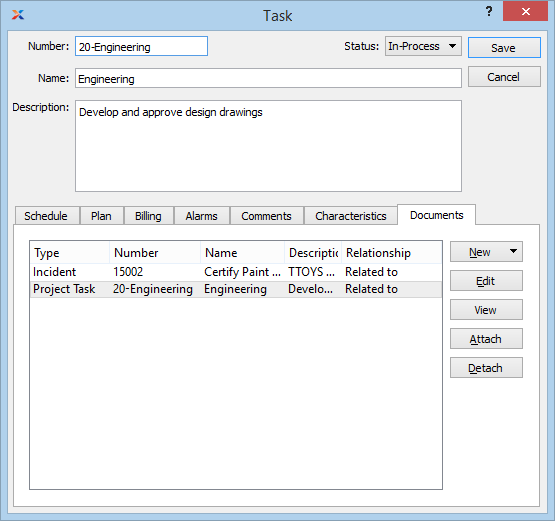 Task ?
Number: 20-Engineering Status: In-Process Save
Name: Engineering Cancel
Description: Develop and approve design drawings
Schedule Plan Billing Alarms Comments Characteristics Documents
Type Number Name Descriptic Relationship New
Incident 15002 Certify Paint ... TTOYS ... Related to
Project Task 20-Engineering Engineering Develo... Related to
Edit
View
Attach
Detach